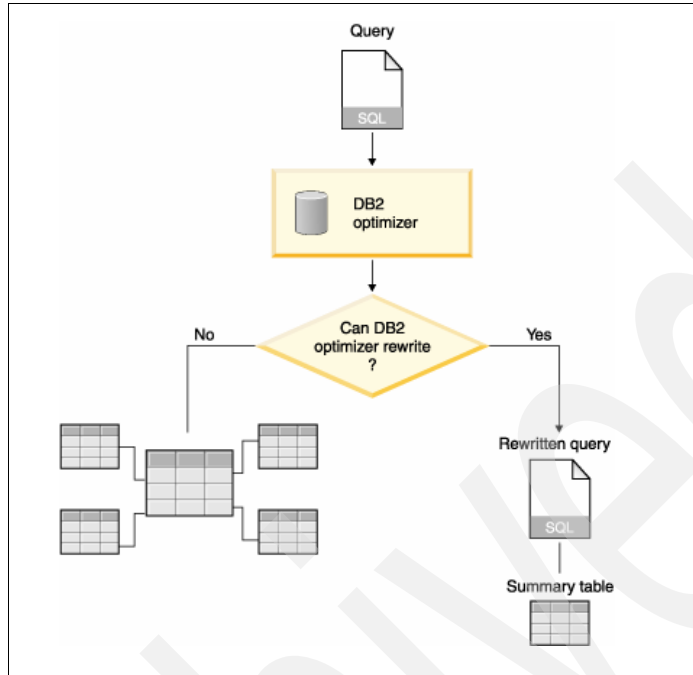 Query
SQL
DB2
optimizer
Can DB2
optimizer rewrite
?
No
Yes
Rewritten query
SQL
Summary table